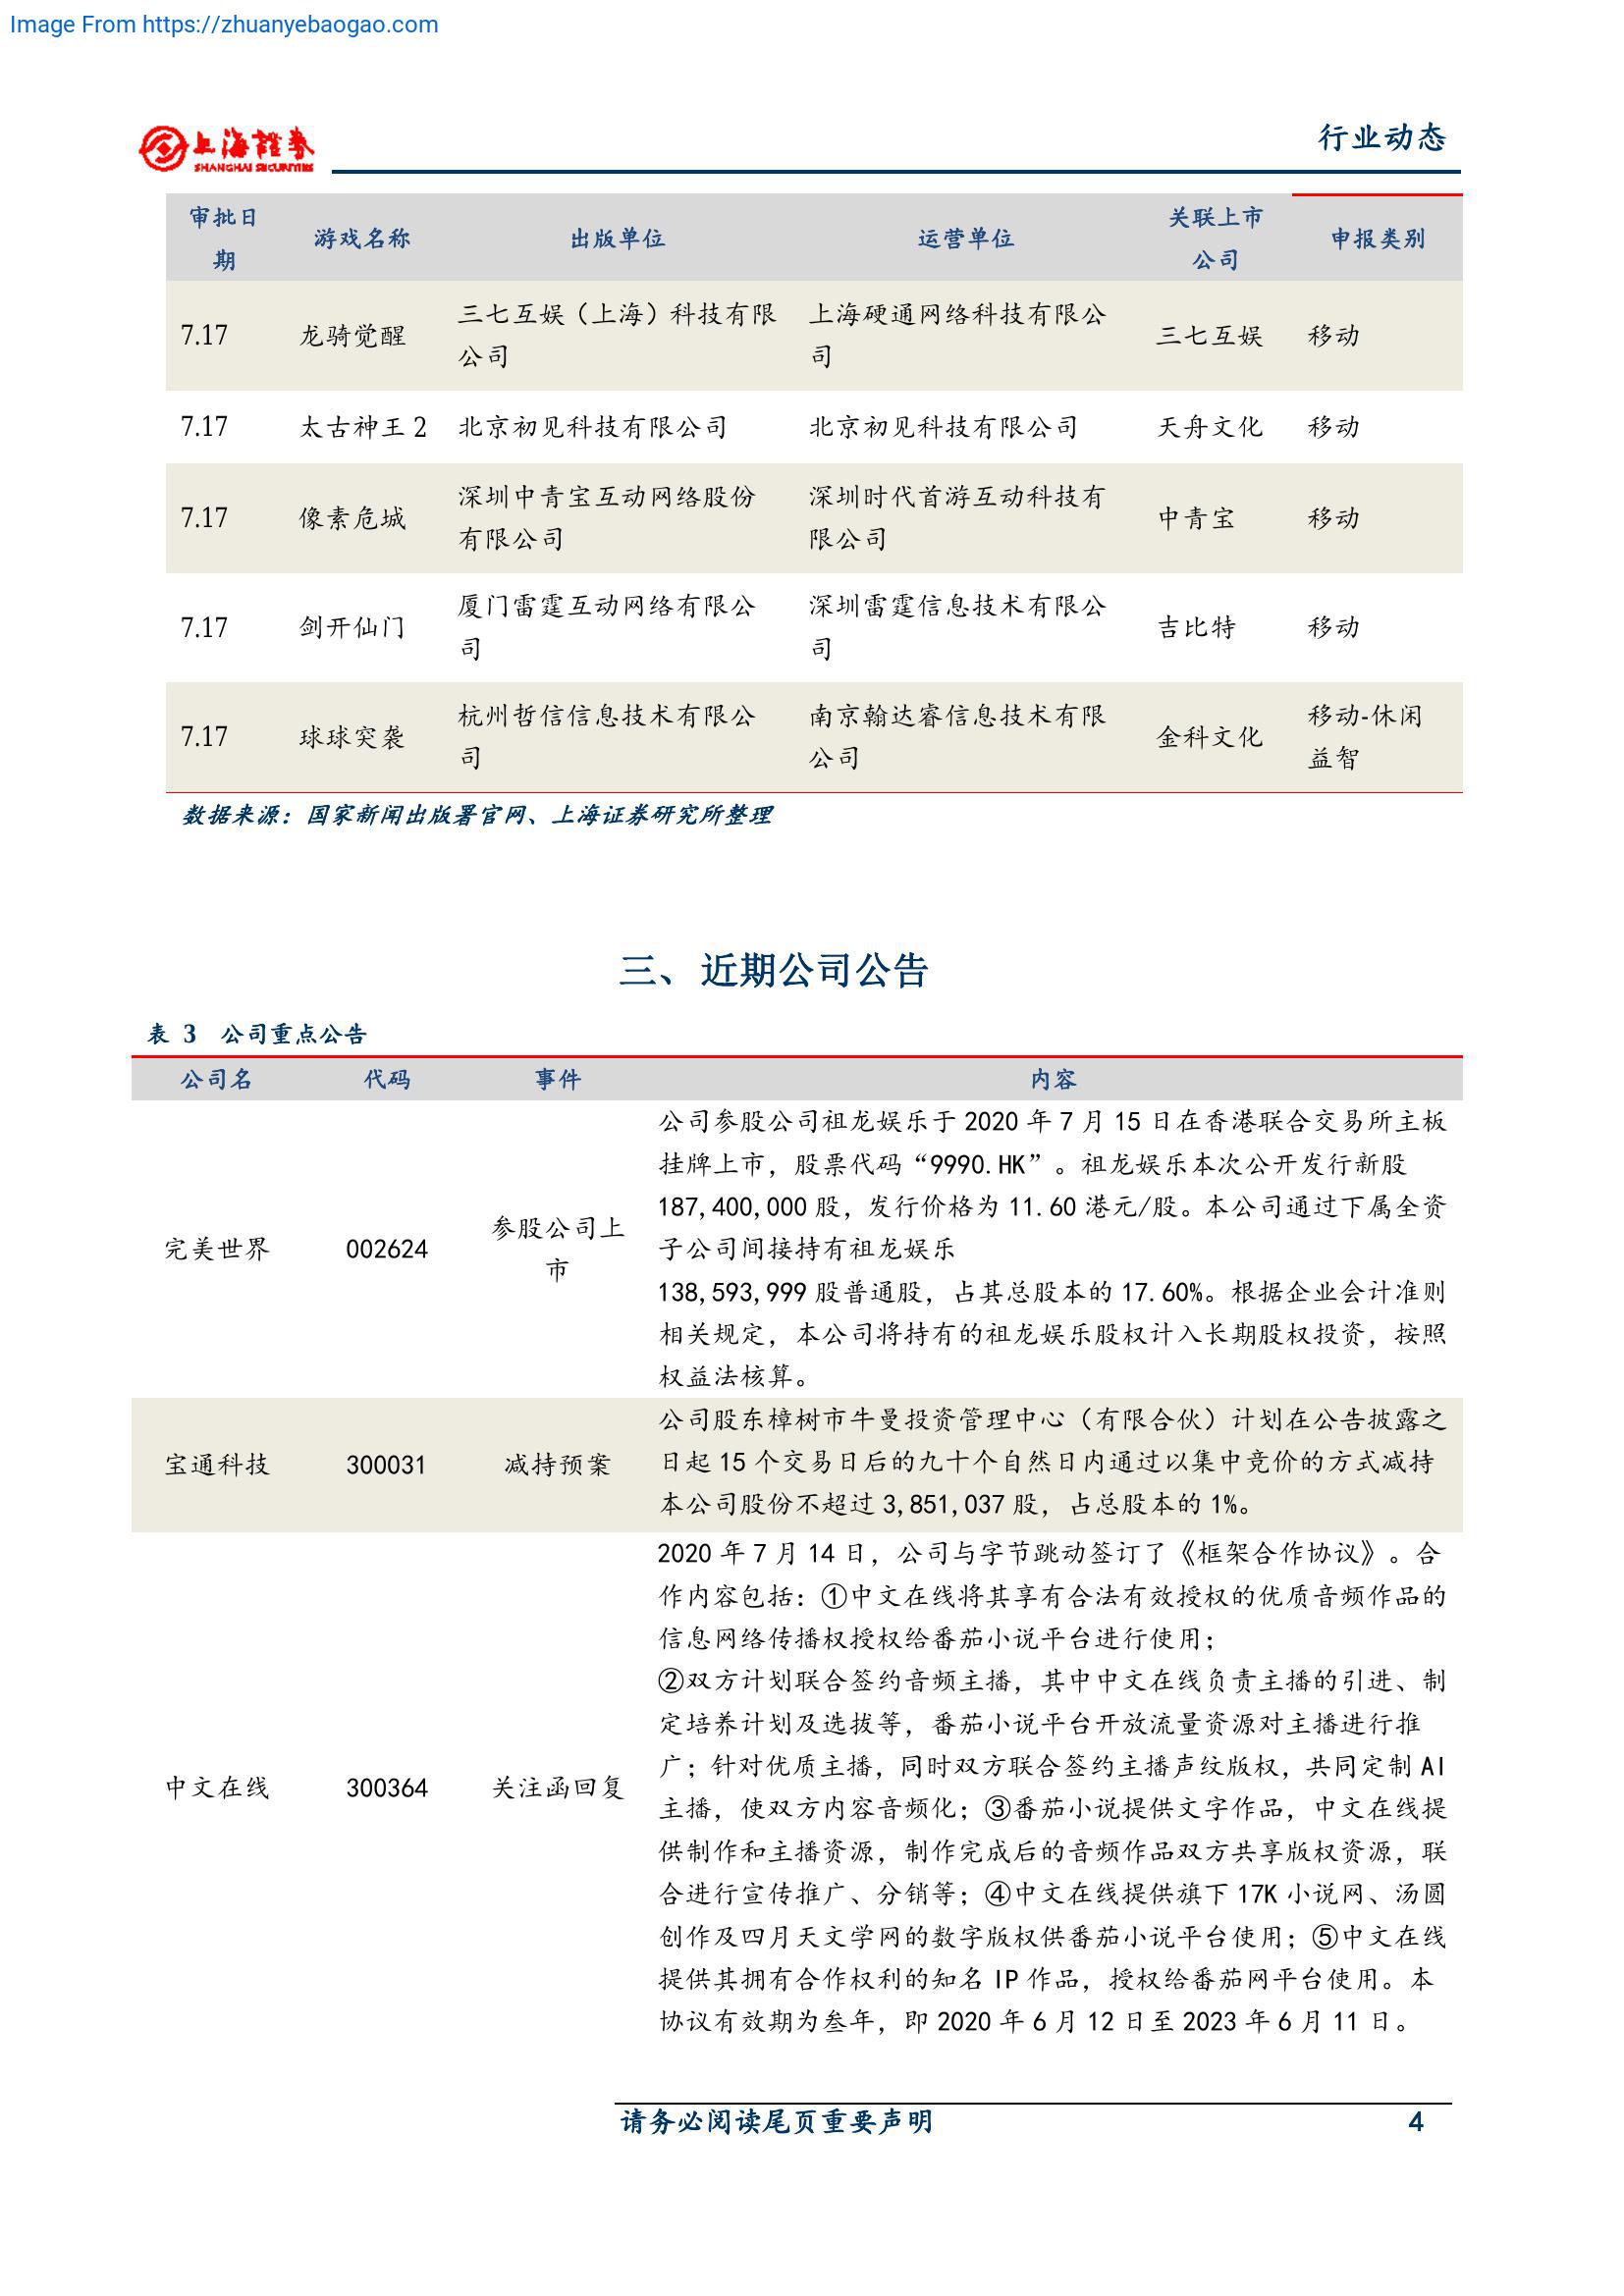 Image From https://zhuanyebaogao.com
上海證券
SHANGHAI SECURITIES
行业动态
审批日期 游戏名称 出版单位 运营单位 关联上市公司 申报类别
7.17 龙骑觉醒 三七互娱（上海）科技有限公司 上海硬通网络科技有限公司 三七互娱 移动
7.17 太古神王 2 北京初见科技有限公司 北京初见科技有限公司 天舟文化 移动
7.17 像素危城 深圳中青宝互动网络股份有限公司 深圳时代首游互动科技有限公司 中青宝 移动
7.17 剑开仙门 厦门雷霆互动网络有限公司 深圳雷霆信息技术有限公司 吉比特 移动
7.17 球球突袭 杭州哲信信息技术有限公司 南京翰达睿信息技术有限公司 金科文化 移动-休闲益智
数据来源：国家新闻出版署官网、上海证券研究所整理
三、近期公司公告
表 3 公司重点公告
公司名 代码 事件 内容
完美世界 002624 参股公司上市
公司参股公司祖龙娱乐于 2020 年 7 月 15 日在香港联合交易所主板
挂牌上市，股票代码“9990.HK”。祖龙娱乐本次公开发行新股
187,400,000 股，发行价格为 11.60 港元/股。本公司通过下属全资
子公司间接持有祖龙娱乐
138,593,999 股普通股，占其总股本的 17.60%。根据企业会计准则
相关规定，本公司将持有的祖龙娱乐股权计入长期股权投资，按照
权益法核算。
宝通科技 300031 减持预案
公司股东樟树市牛曼投资管理中心（有限合伙）计划在公告披露之
日起 15 个交易日后的九十个自然日内通过以集中竞价的方式减持
本公司股份不超过 3,851,037 股，占总股本的 1%。
中文在线 300364 关注函回复
2020 年 7 月 14 日，公司与字节跳动签订了《框架合作协议》。合
作内容包括：①中文在线将其享有合法有效授权的优质音频作品的
信息网络传播权授权给番茄小说平台进行使用；
②双方计划联合签约音频主播，其中中文在线负责主播的引进、制
定培养计划及选拔等，番茄小说平台开放流量资源对主播进行推
广；针对优质主播，同时双方联合签约主播声纹版权，共同定制 AI
主播，使双方内容音频化；③番茄小说提供文字作品，中文在线提
供制作和主播资源，制作完成后的音频作品双方共享版权资源，联
合进行宣传推广、分销等；④中文在线提供旗下 17K 小说网、汤圆
创作及四月天文学网的数字版权供番茄小说平台使用；⑤中文在线
提供其拥有合作权利的知名 IP 作品，授权给番茄网平台使用。本
协议有效期为叁年，即 2020 年 6 月 12 日至 2023 年 6 月 11 日。
请务必阅读尾页重要声明 4